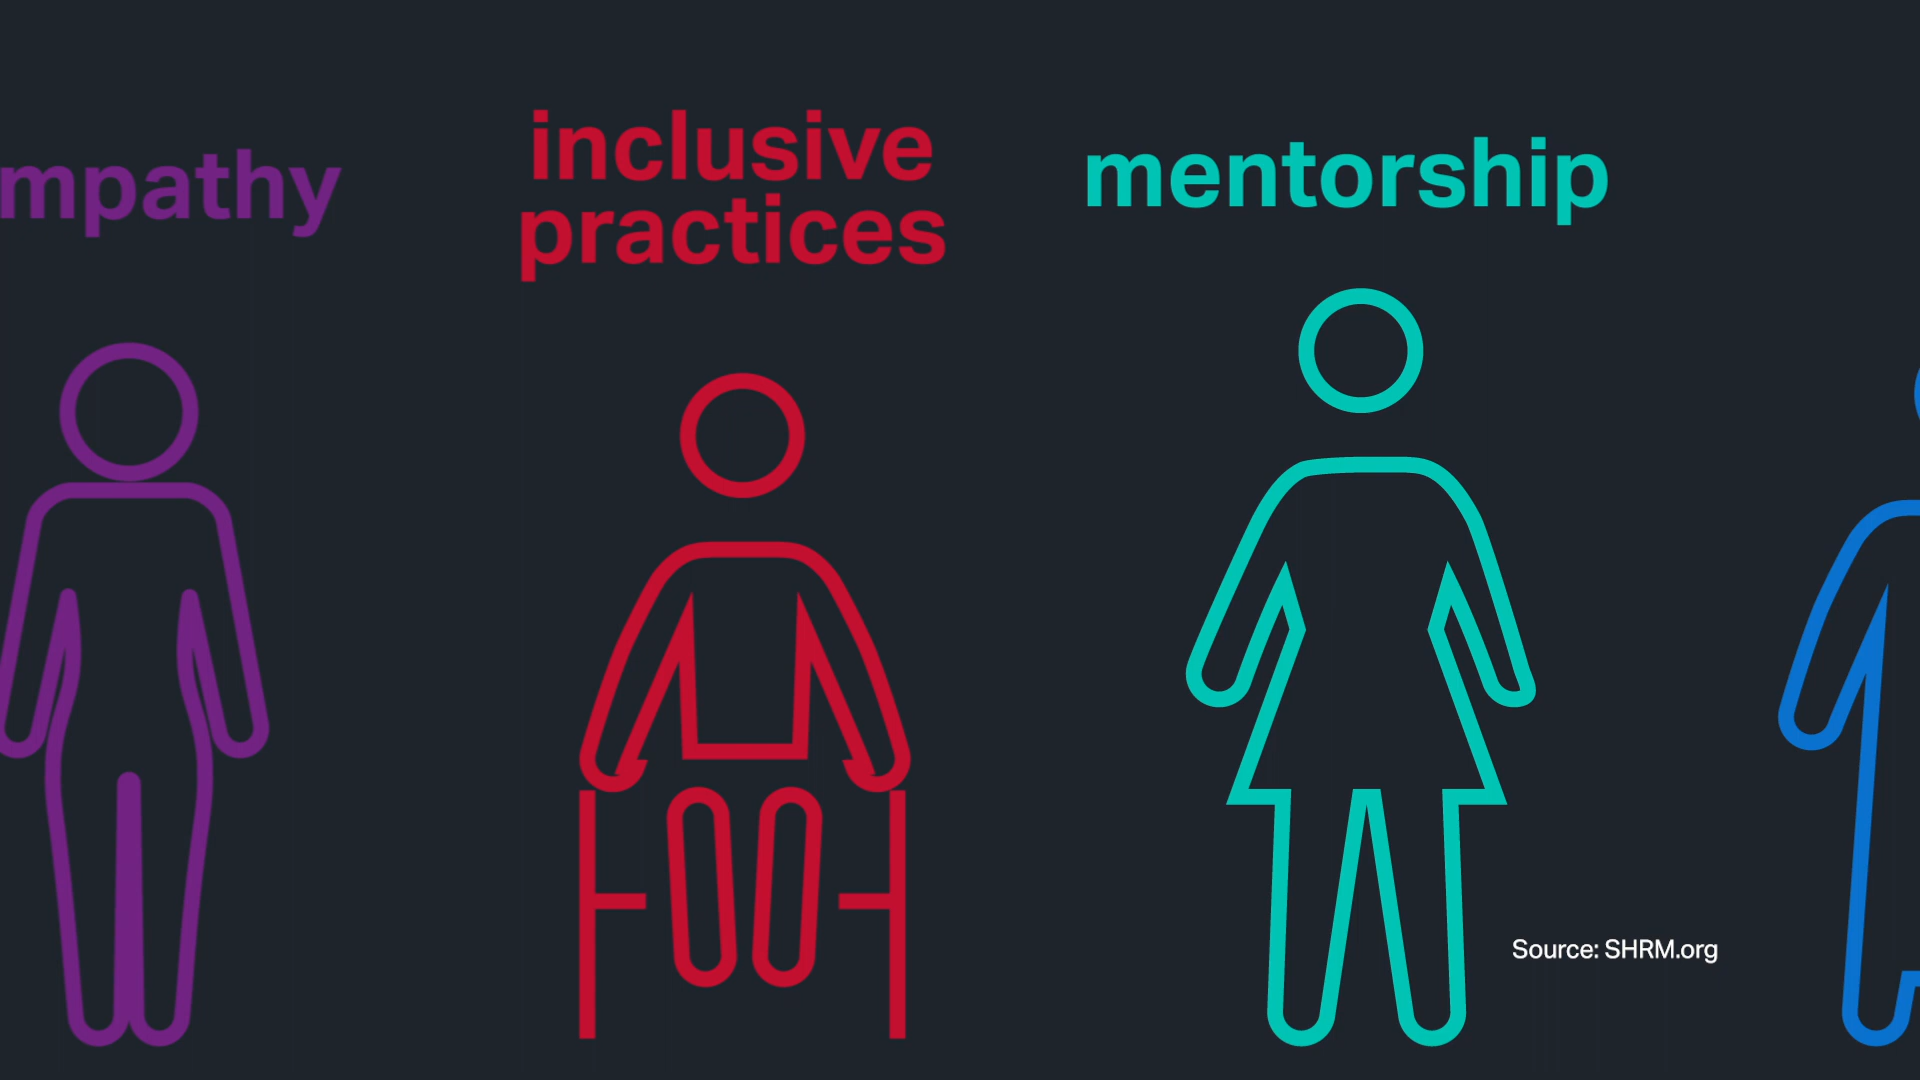 mpathy
inclusive
practices
mentorship
Source: SHRM.org